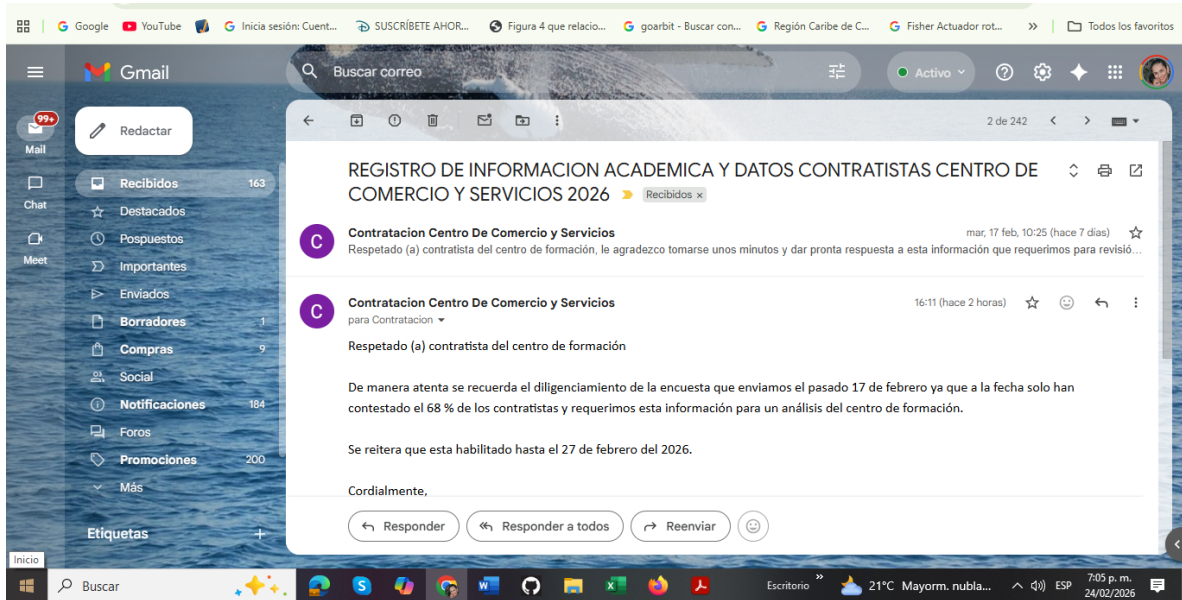 Google
YouTube
Inicia sesión: Cuent...
SUSCRÍBETE AHOR...
Figura 4 que relacio...
goarbit - Buscar con...
Región Caribe de C...
Fisher Actuador rot...
»
Todos los favoritos
Gmail
Buscar correo
Activo
99+
Mail
Chat
Meet
Redactar
Recibidos 163
Destacados
Pospuestos
Importantes
Enviados
Borradores 1
Compras 9
Social
Notificaciones 184
Foros
Promociones 200
Más
Etiquetas +
2 de 242
REGISTRO DE INFORMACION ACADEMICA Y DATOS CONTRATISTAS CENTRO DE
COMERCIO Y SERVICIOS 2026
Recibidos x
C
Contratacion Centro De Comercio y Servicios
mar, 17 feb, 10:25 (hace 7 días)
Respetado (a) contratista del centro de formación, le agradezco tomarse unos minutos y dar pronta respuesta a esta información que requerimos para revisió...
C
Contratacion Centro De Comercio y Servicios
16:11 (hace 2 horas)
para Contratacion
Respetado (a) contratista del centro de formación
De manera atenta se recuerda el diligenciamiento de la encuesta que enviamos el pasado 17 de febrero ya que a la fecha solo han
contestado el 68 % de los contratistas y requerimos esta información para un análisis del centro de formación.
Se reitera que esta habilitado hasta el 27 de febrero del 2026.
Cordialmente,
Responder
Responder a todos
Reenviar
Inicio
Buscar
Escritorio
»
21°C Mayorm. nubla...
ESP
7:05 p. m.
24/02/2026